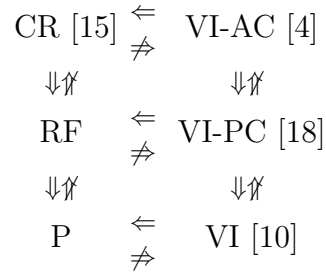 CR [15] ⇐ ⇏ VI-AC [4]
⇓ ⇑̸ ⇓ ⇑̸
RF ⇐ ⇏ VI-PC [18]
⇓ ⇑̸ ⇓ ⇑̸
P ⇐ ⇏ VI [10]